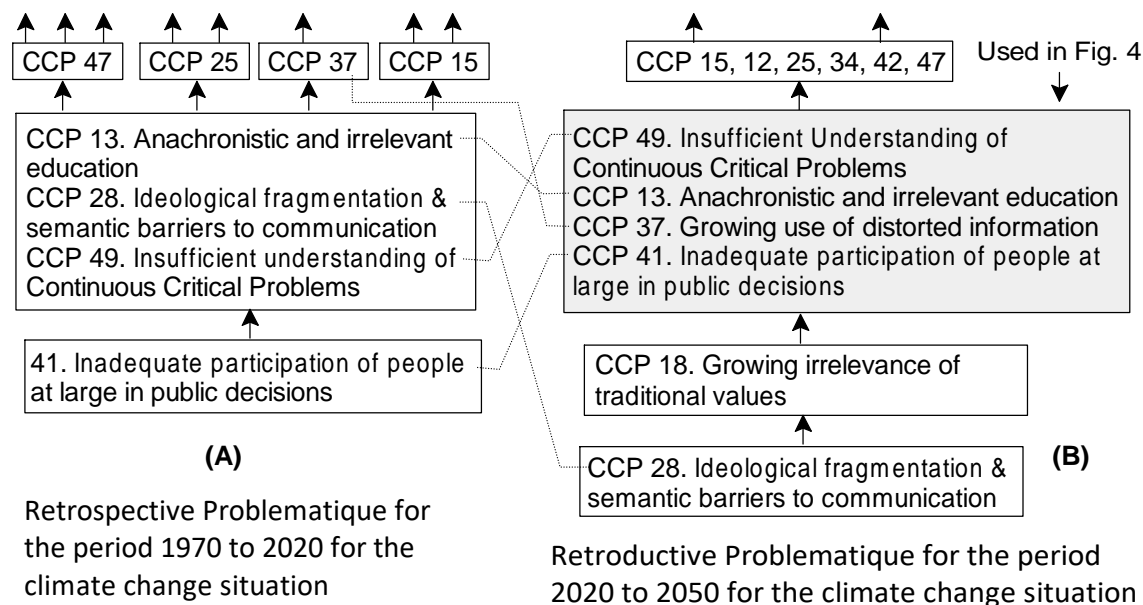 CCP 47
CCP 25
CCP 37
CCP 15
CCP 13. Anachronistic and irrelevant
education
CCP 28. Ideological fragmentation &
semantic barriers to communication
CCP 49. Insufficient understanding of
Continuous Critical Problems
41. Inadequate participation of people
at large in public decisions
(A)
Retrospective Problematique for
the period 1970 to 2020 for the
climate change situation
CCP 15, 12, 25, 34, 42, 47
Used in Fig. 4
CCP 49. Insufficient Understanding of
Continuous Critical Problems
CCP 13. Anachronistic and irrelevant education
CCP 37. Growing use of distorted information
CCP 41. Inadequate participation of people at
large in public decisions
CCP 18. Growing irrelevance of
traditional values
CCP 28. Ideological fragmentation &
semantic barriers to communication
(B)
Retroductive Problematique for the period
2020 to 2050 for the climate change situation